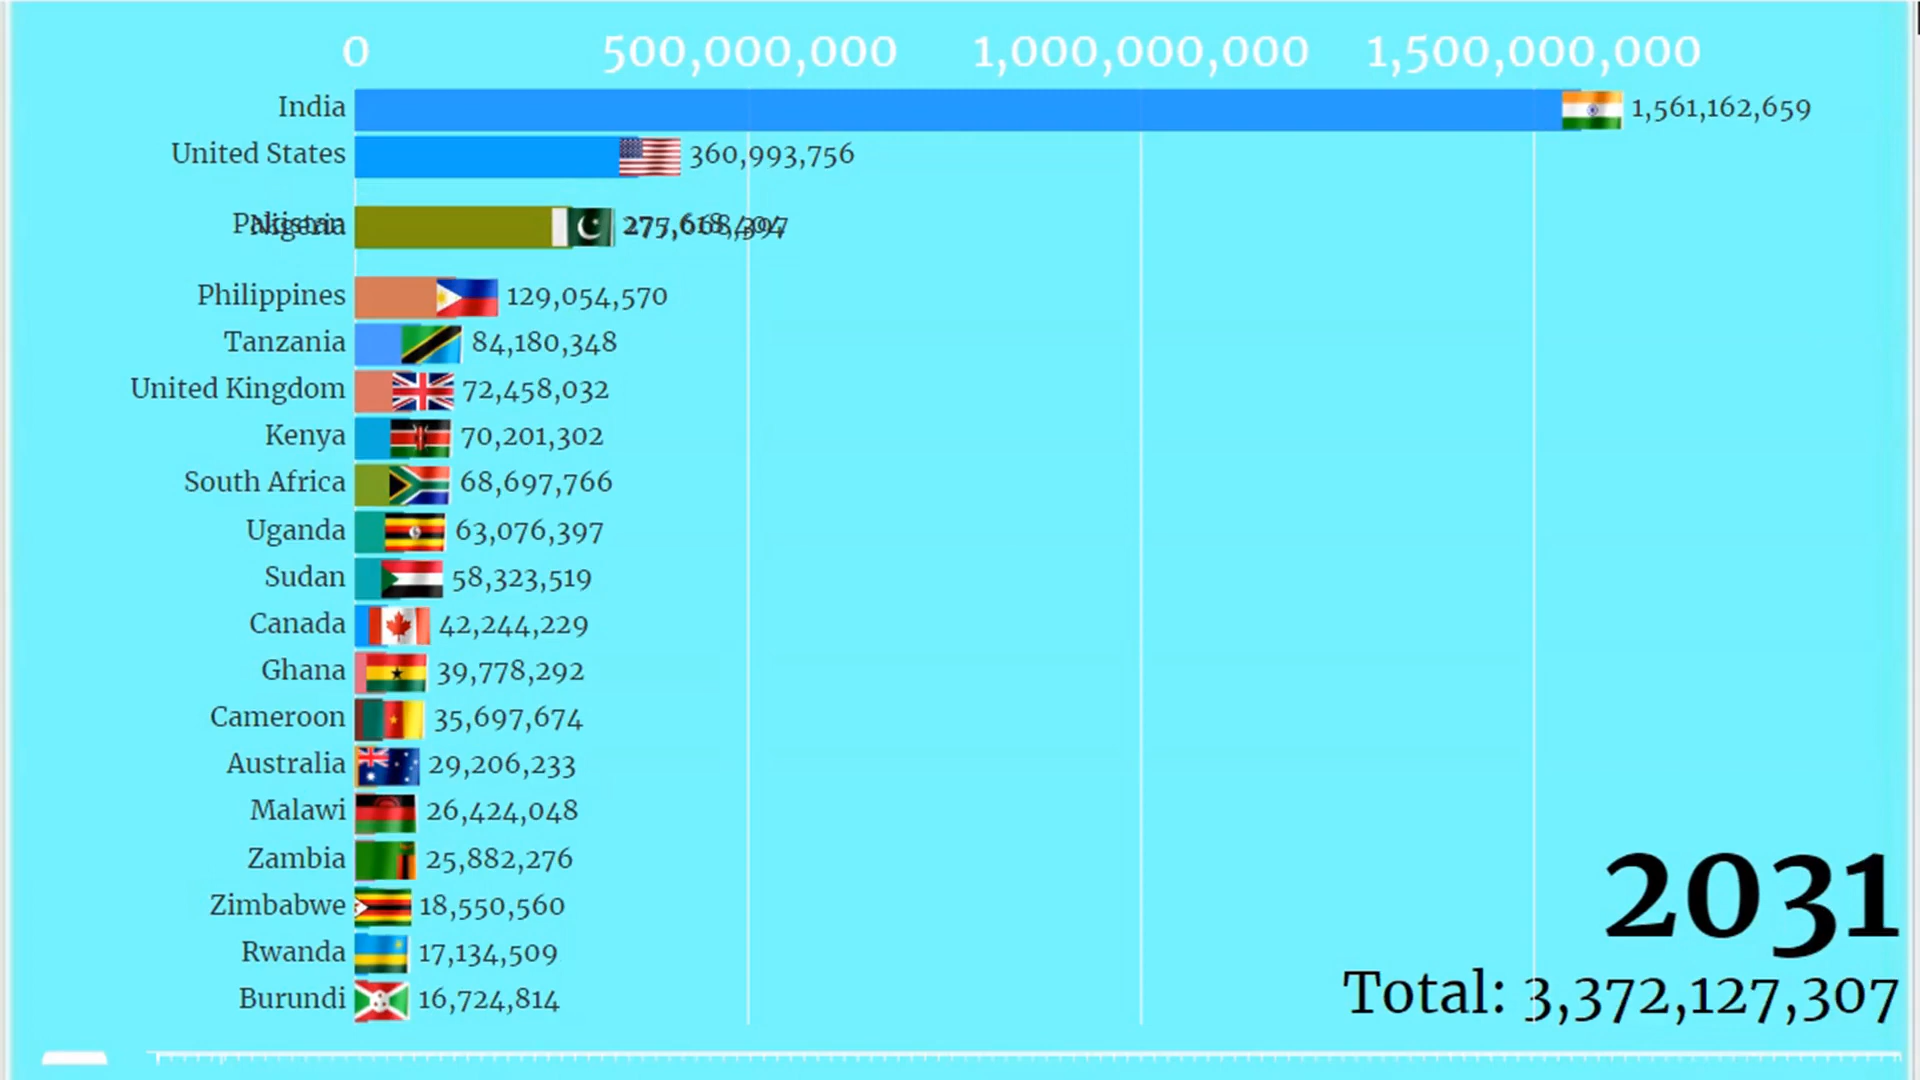 0 500,000,000 1,000,000,000 1,500,000,000
India 1,561,162,659
United States 360,993,756
Philippines 129,054,570
Tanzania 84,180,348
United Kingdom 72,458,032
Kenya 70,201,302
South Africa 68,697,766
Uganda 63,076,397
Sudan 58,323,519
Canada 42,244,229
Ghana 39,778,292
Cameroon 35,697,674
Australia 29,206,233
Malawi 26,424,048
Zambia 25,882,276
Zimbabwe 18,550,560
Rwanda 17,134,509
Burundi 16,724,814
2031
Total: 3,372,127,307